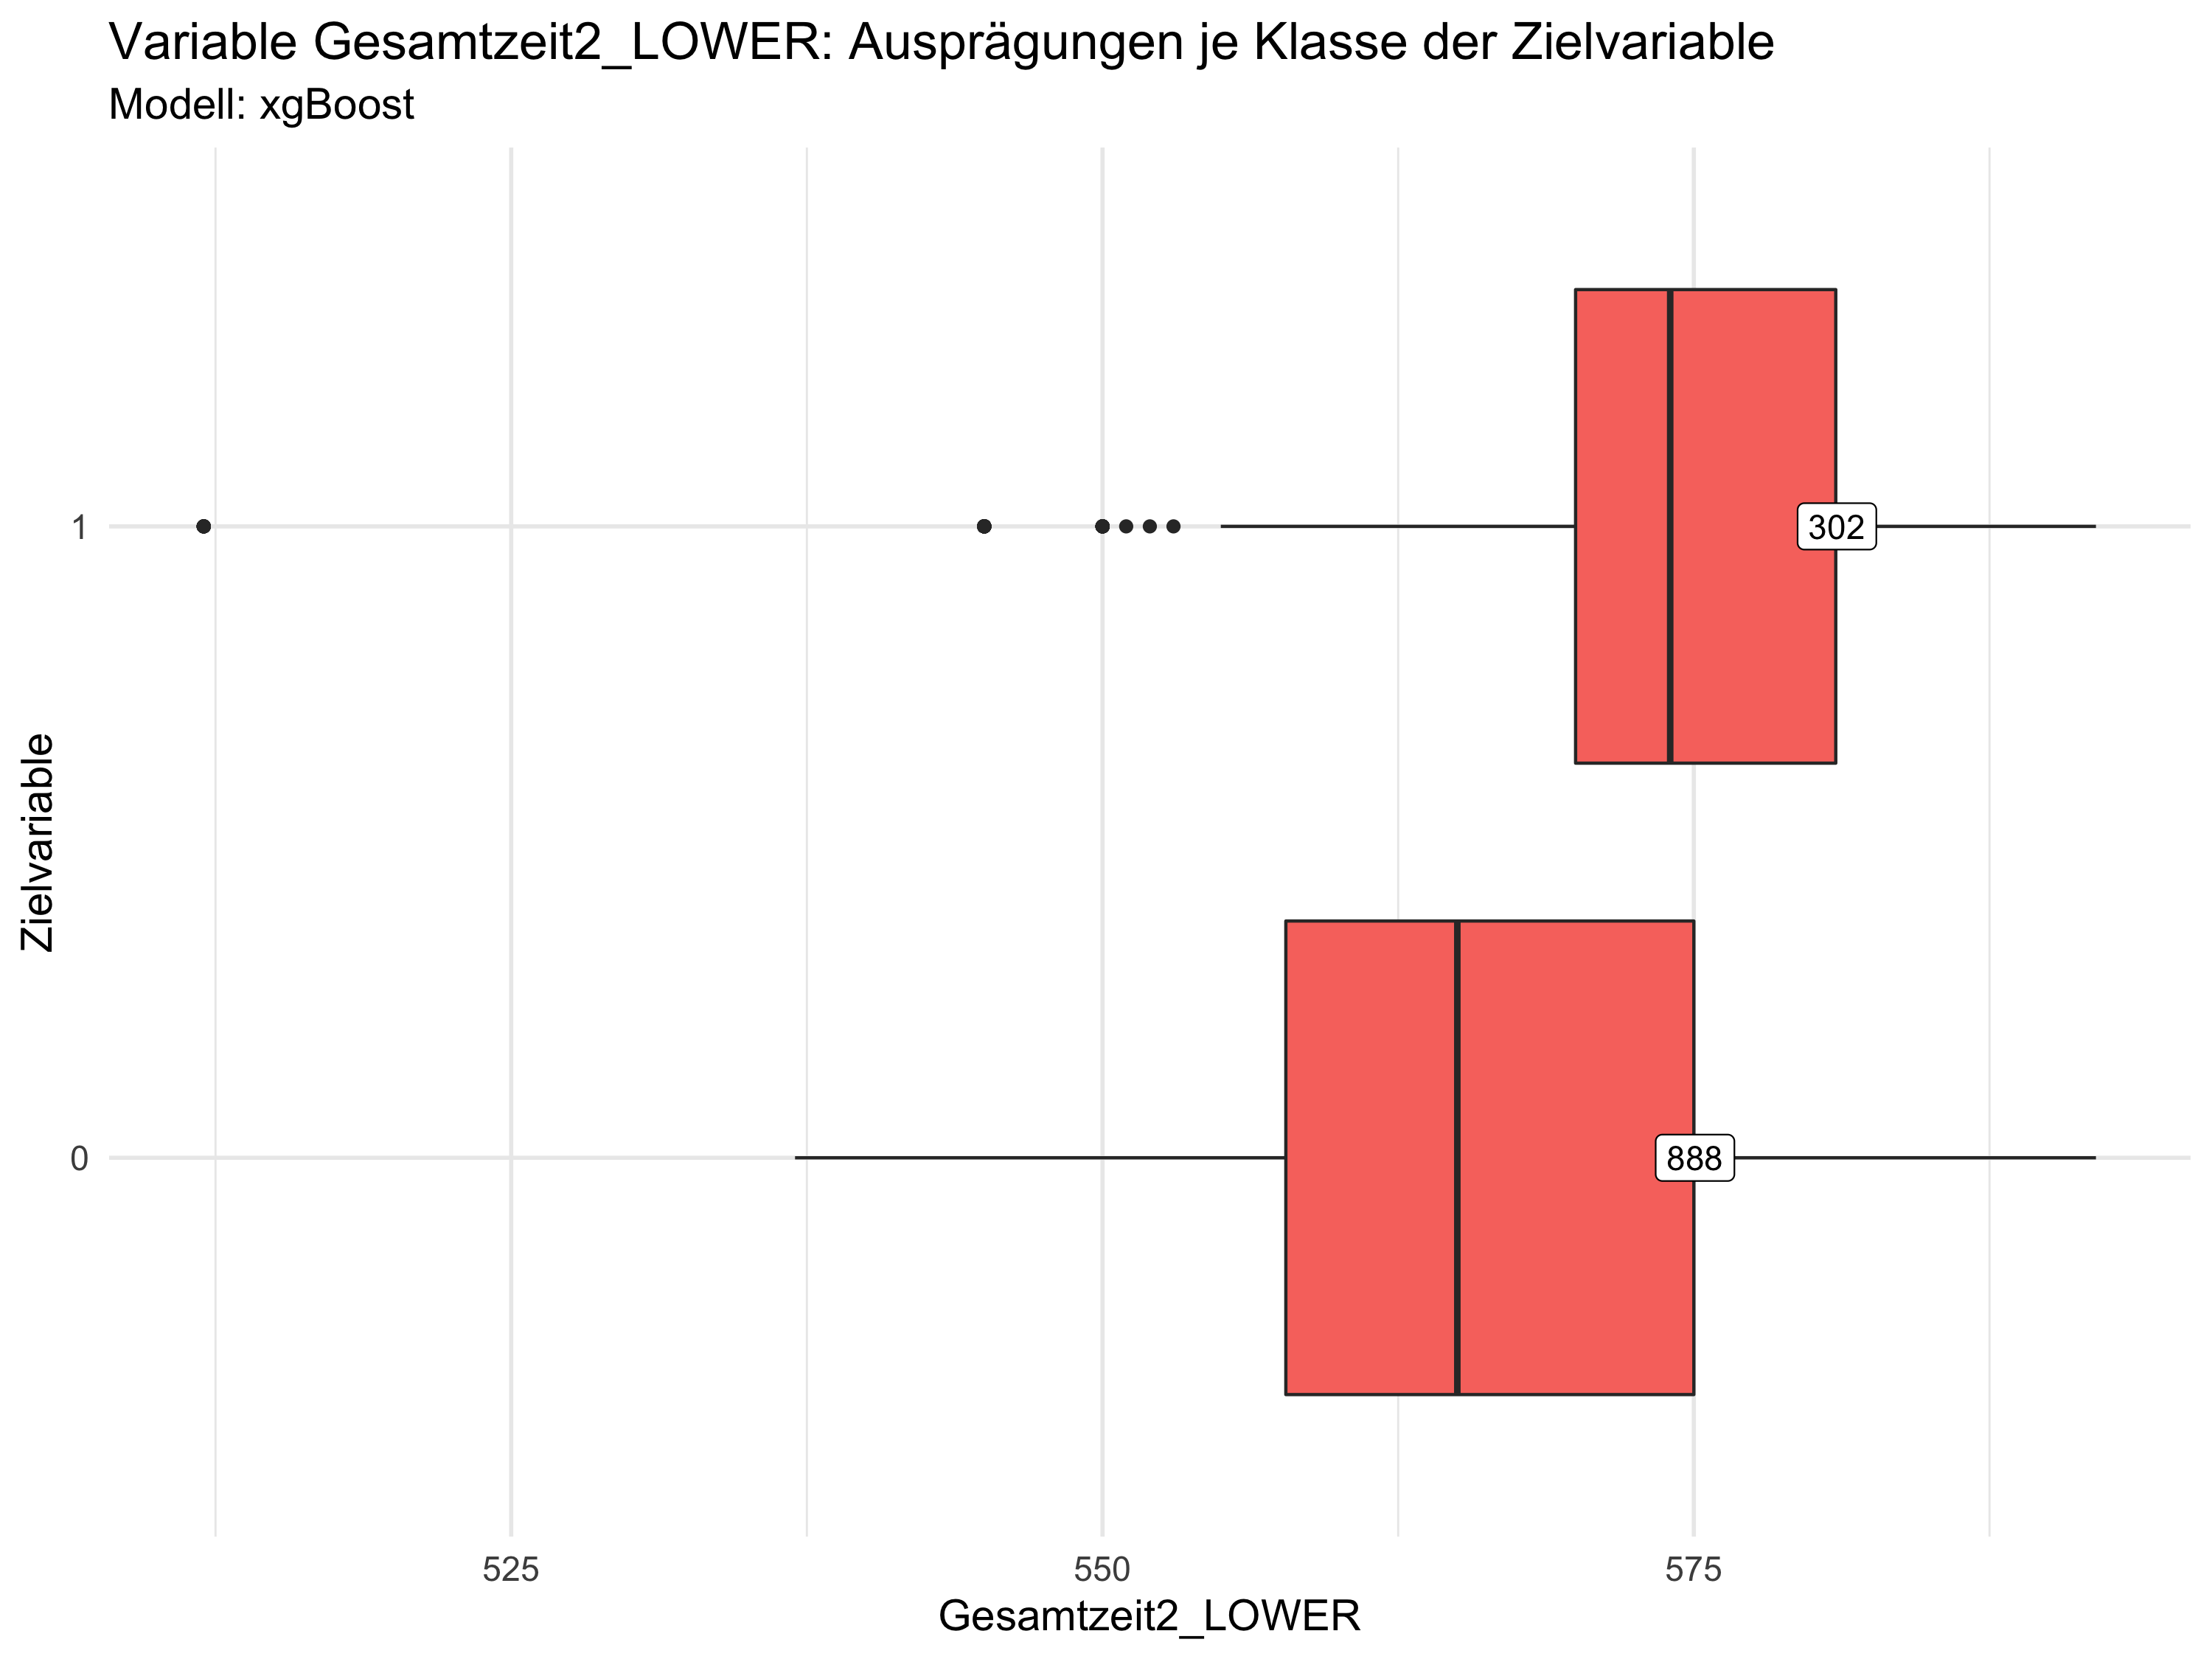 Variable Gesamtzeit2_LOWER: Ausprägungen je Klasse der Zielvariable
Modell: xgBoost
Zielvariable
1
302
0
888
525 550 575
Gesamtzeit2_LOWER